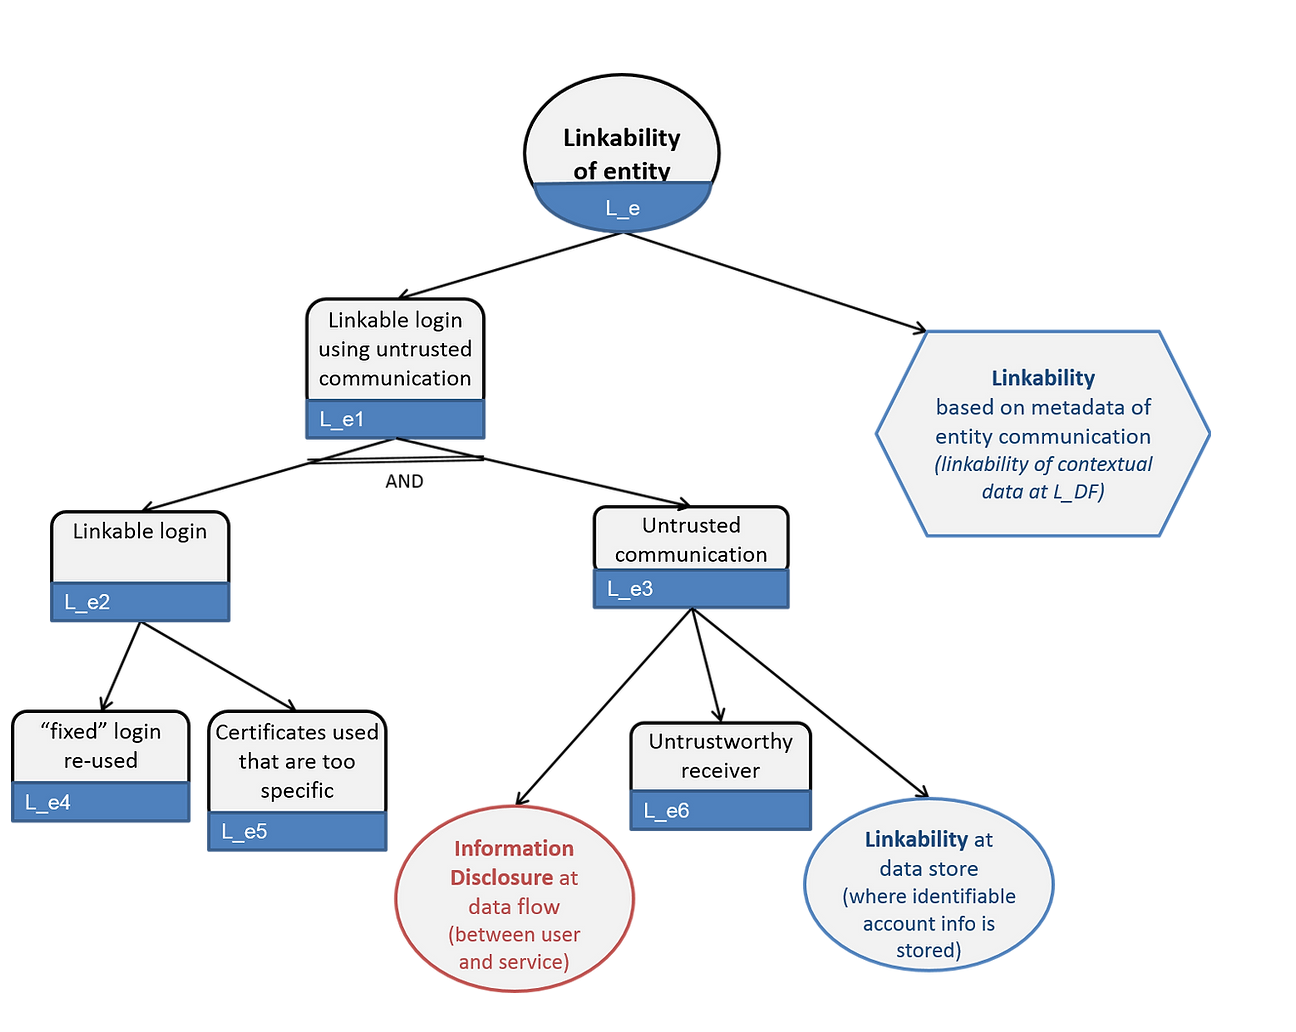 Linkability
of entity
L_e
Linkable login
using untrusted
communication
L_e1
Linkability
based on metadata of
entity communication
(linkability of contextual
data at L_DF)
AND
Linkable login
L_e2
Untrusted
communication
L_e3
“fixed” login
re-used
L_e4
Certificates used
that are too
specific
L_e5
Untrustworthy
receiver
L_e6
Information
Disclosure at
data flow
(between user
and service)
Linkability at
data store
(where identifiable
account info is
stored)